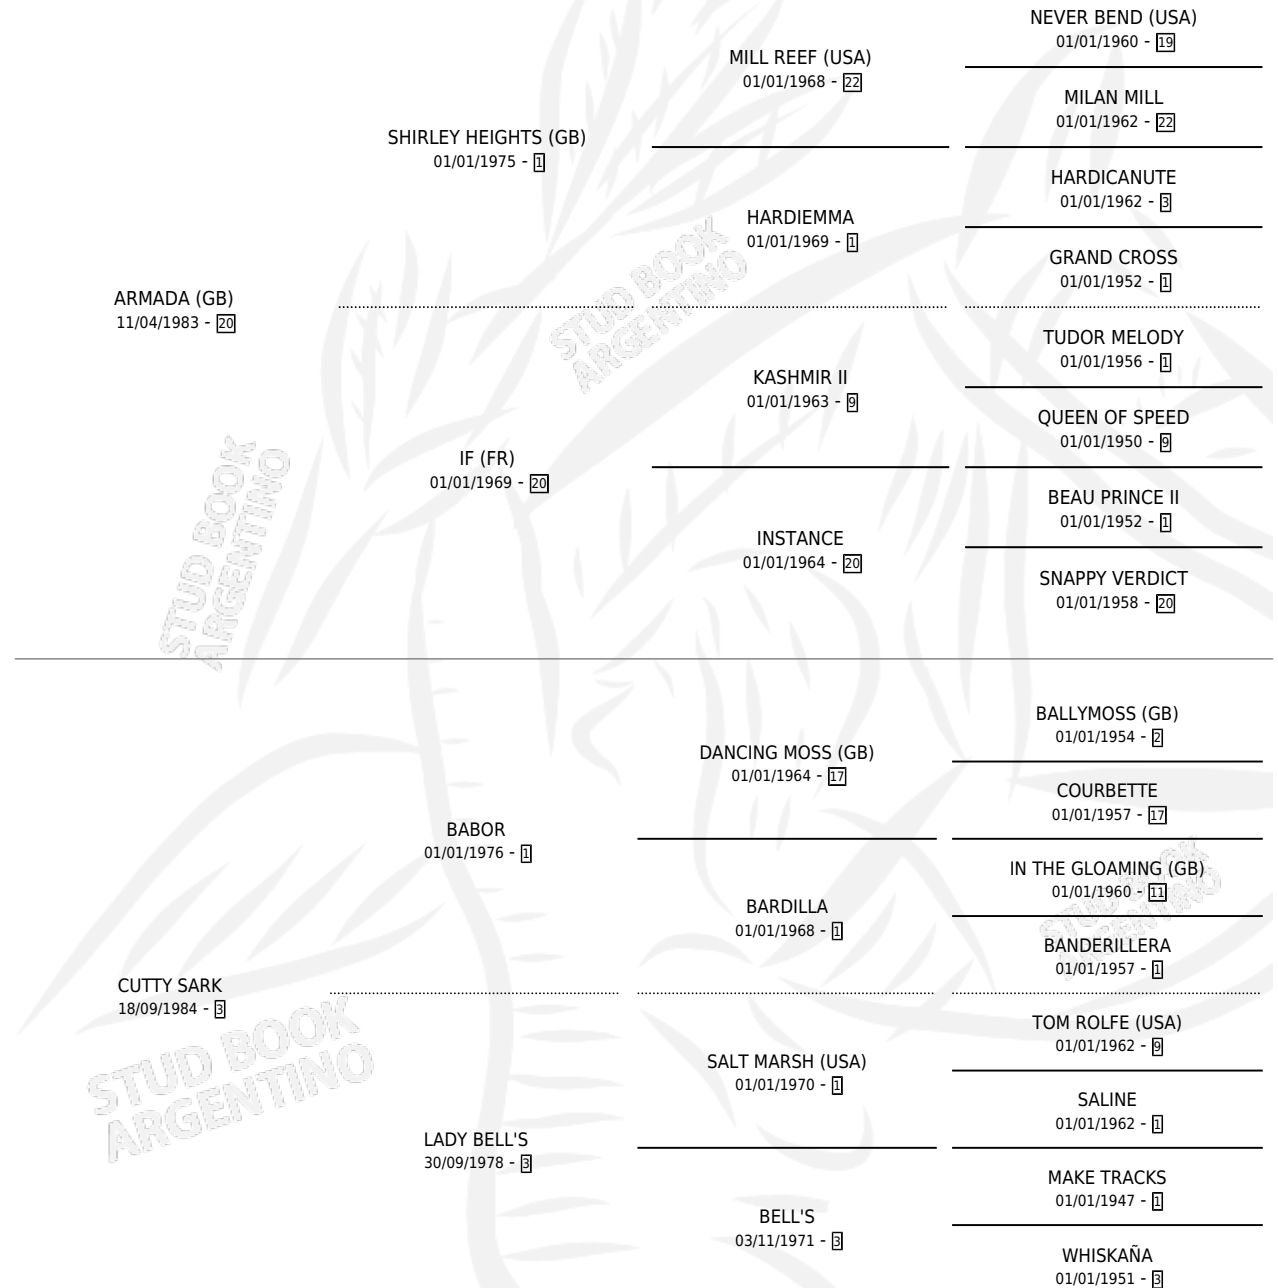 NEVER BEND (USA)
01/01/1960 - 19
MILL REEF (USA)
01/01/1968 - 22
MILAN MILL
01/01/1962 - 22
SHIRLEY HEIGHTS (GB)
01/01/1975 - 1
HARDICANUTE
01/01/1962 - 3
HARDIEMMA
01/01/1969 - 1
GRAND CROSS
01/01/1952 - 1
ARMADA (GB)
11/04/1983 - 20
TUDOR MELODY
01/01/1956 - 1
KASHMIR II
01/01/1963 - 9
QUEEN OF SPEED
01/01/1950 - 9
IF (FR)
01/01/1969 - 20
BEAU PRINCE II
01/01/1952 - 1
INSTANCE
01/01/1964 - 20
SNAPPY VERDICT
01/01/1958 - 20
STUD BOOK
ARGENTINO
STUD BOOK
ARGENTINO
BALLYMOSS (GB)
01/01/1954 - 2
DANCING MOSS (GB)
01/01/1964 - 17
COURBETTE
01/01/1957 - 17
BABOR
01/01/1976 - 1
IN THE GLOAMING (GB)
01/01/1960 - 11
BARDILLA
01/01/1968 - 1
BANDERILLERA
01/01/1957 - 1
CUTTY SARK
18/09/1984 - 3
TOM ROLFE (USA)
01/01/1962 - 9
SALT MARSH (USA)
01/01/1970 - 1
SALINE
01/01/1962 - 1
LADY BELL'S
30/09/1978 - 3
MAKE TRACKS
01/01/1947 - 1
BELL'S
03/11/1971 - 3
WHISKAÑA
01/01/1951 - 3
STUD BOOK
ARGENTINO
STUD BOOK
ARGENTINO